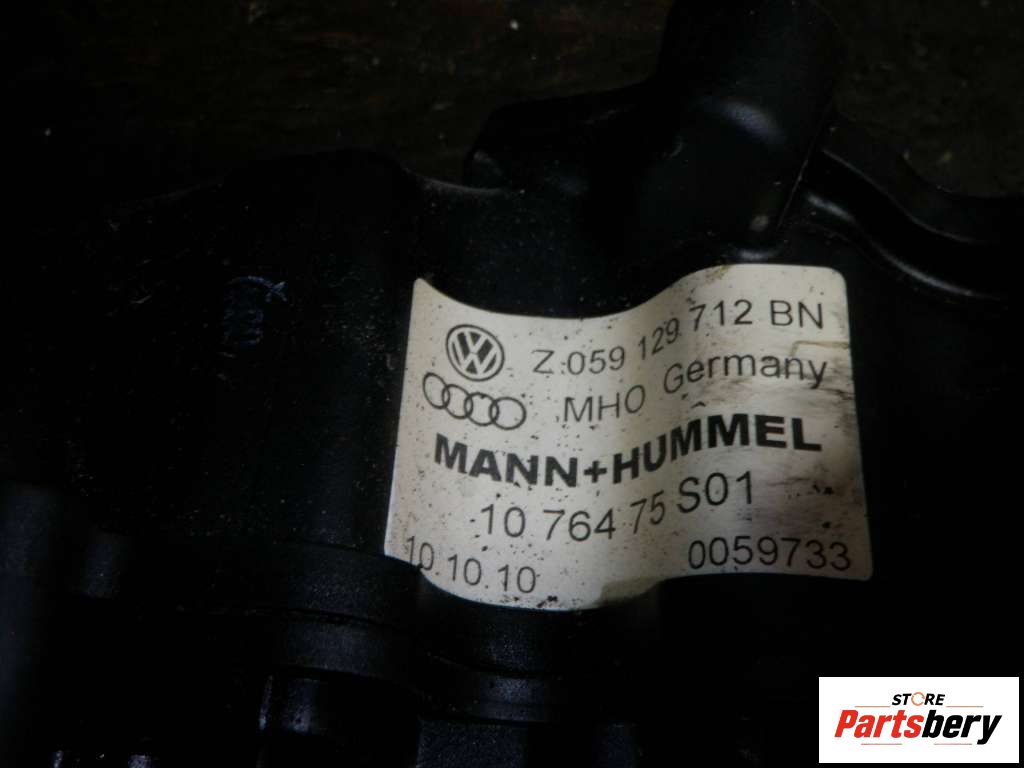 Z 059 129 712 BN
MHO Germany
MANN+HUMMEL
10 764 75 S01
10.10.10 0059733
STORE
Partsbery